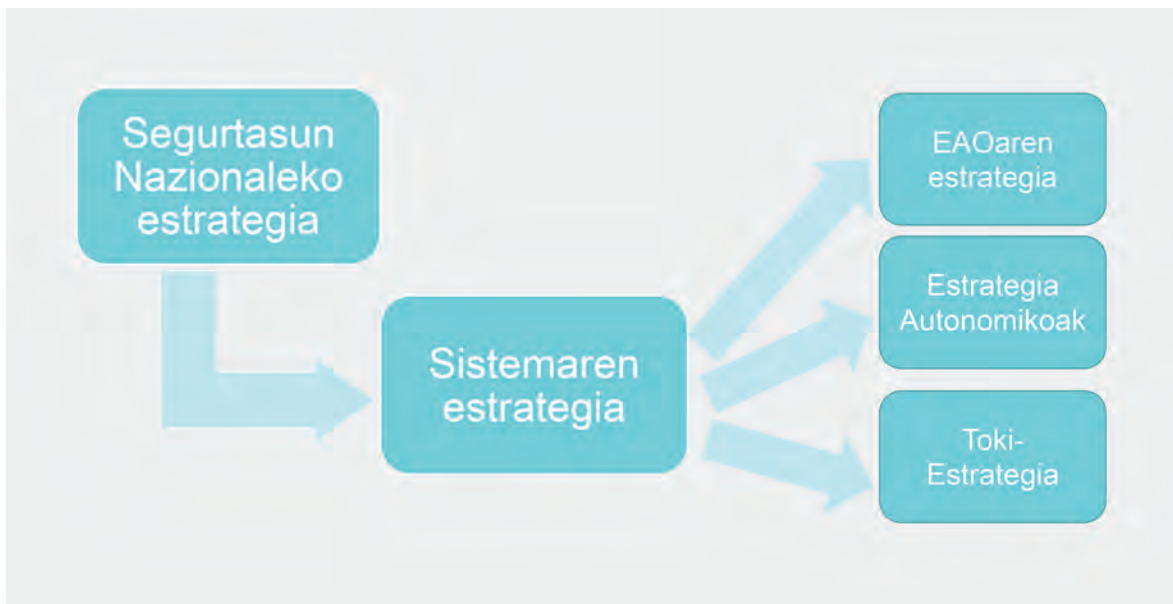 Segurtasun
Nazionaleko
estrategia
Sistemaren
estrategia
EAOaren
estrategia
Estrategia
Autonomikoak
Toki-
Estrategia